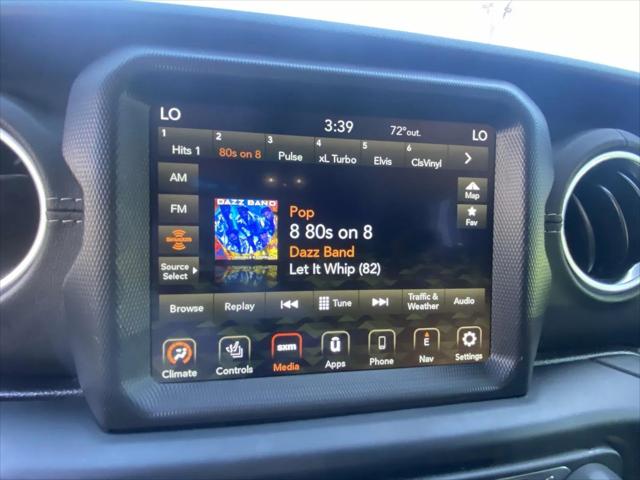 LO 3:39 72°out. LO
1 2 3 4 5 6
Hits 1 80s on 8 Pulse xL Turbo Elvis ClsVinyl
AM
FM
Map
Fav
DAZZ BAND
Pop
8 80s on 8
Dazz Band
Let It Whip (82)
Source
Select
Browse Replay Tune Traffic & Weather Audio
sxm E
Climate Controls Media Apps Phone Nav Settings